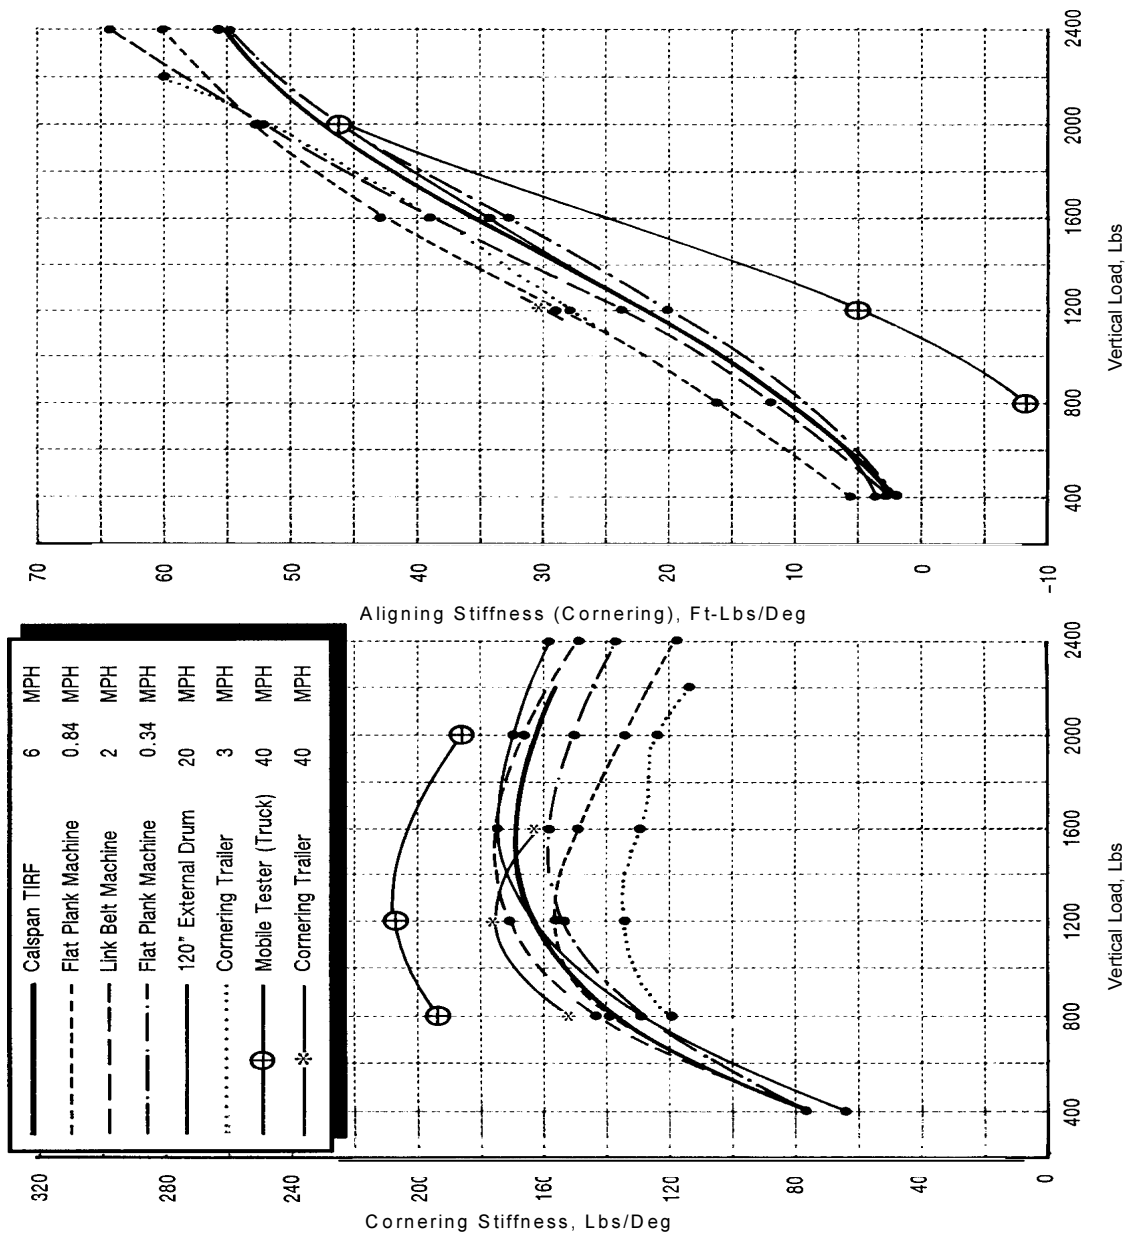 70
60
50
40
30
20
10
0
-10
Aligning Stiffness (Cornering), Ft-Lbs/Deg
400
800
1200
1600
2000
2400
Vertical Load, Lbs
Calspan TIRF 6 MPH
Flat Plank Machine 0.84 MPH
Link Belt Machine 2 MPH
Flat Plank Machine 0.34 MPH
120" External Drum 20 MPH
Cornering Trailer 3 MPH
Mobile Tester (Truck) 40 MPH
Cornering Trailer 40 MPH
320
280
240
200
160
120
80
40
0
Cornering Stiffness, Lbs/Deg
400
800
1200
1600
2000
2400
Vertical Load, Lbs